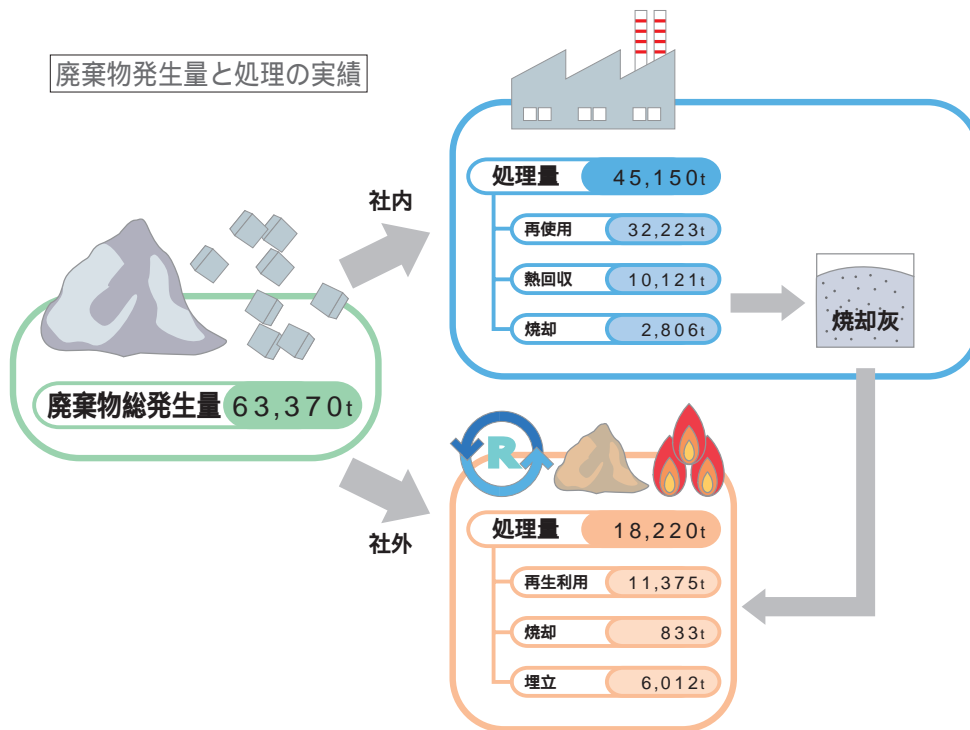 廃棄物発生量と処理の実績
社内
処理量 45,150t
再使用 32,223t
熱回収 10,121t
焼却 2,806t
焼却灰
廃棄物総発生量 63,370t
R
社外
処理量 18,220t
再生利用 11,375t
焼却 833t
埋立 6,012t